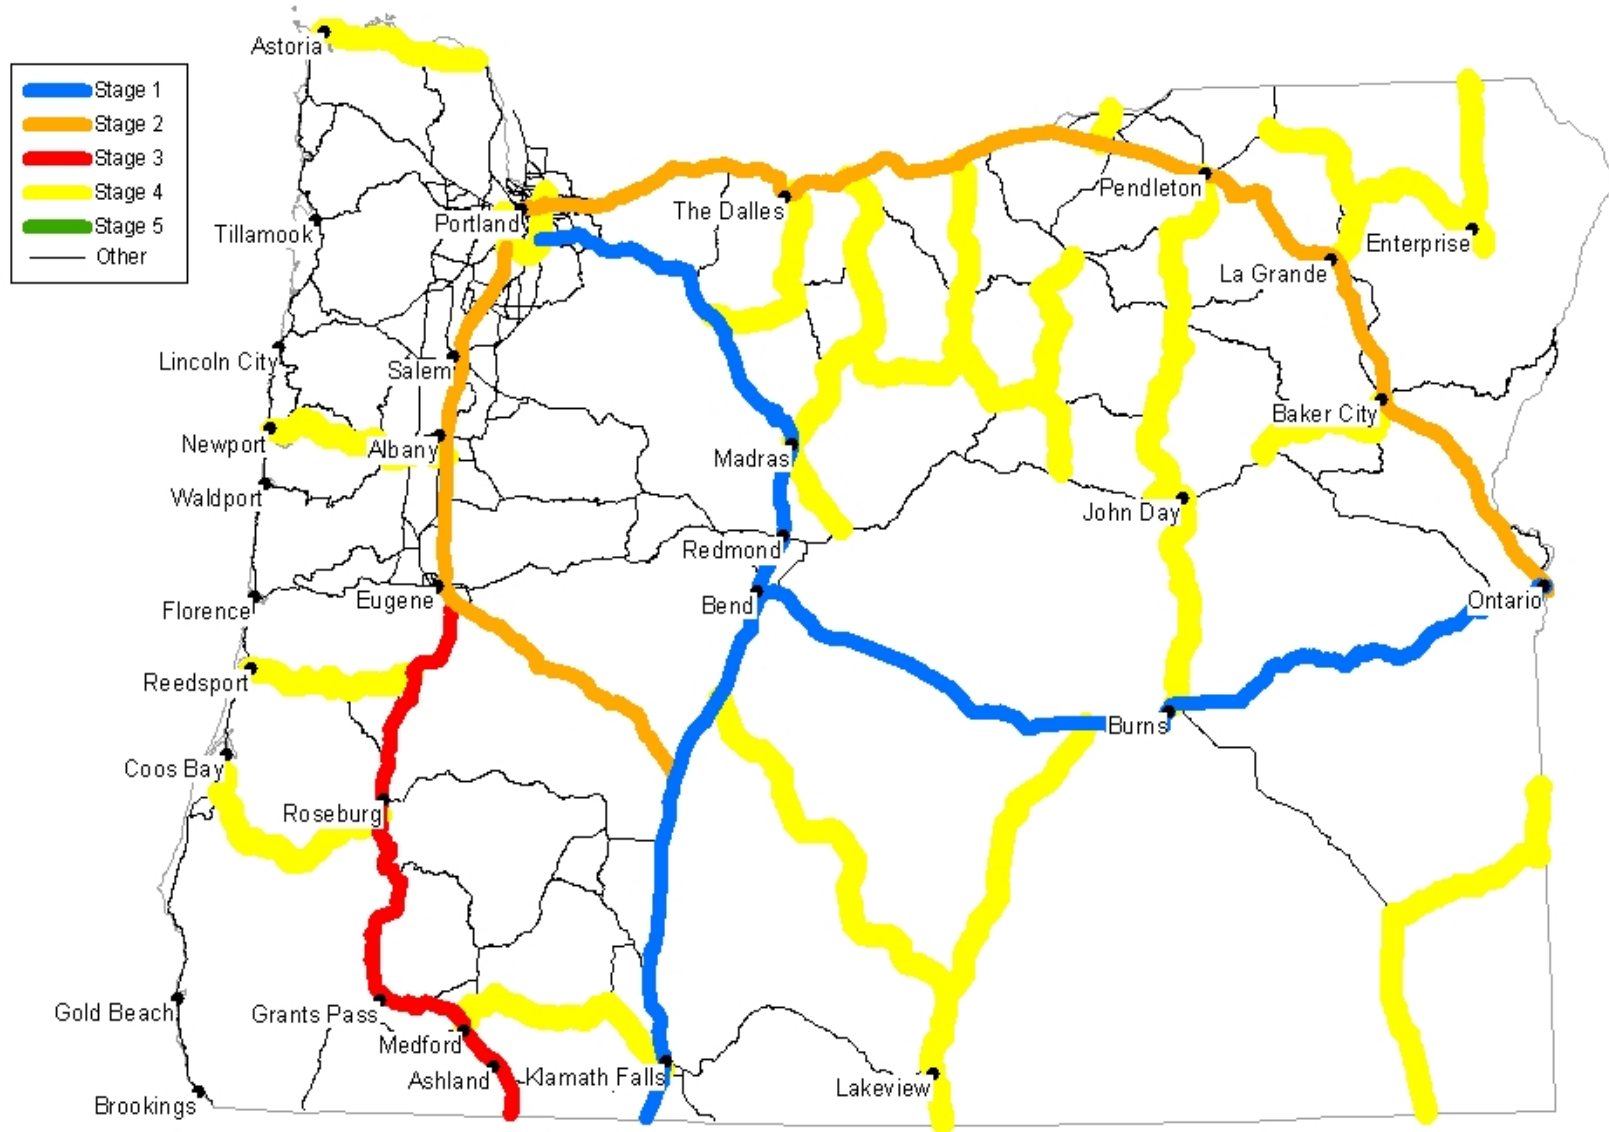 Astoria
Stage 1
Stage 2
Stage 3
Stage 4
Stage 5
Other
Pendleton
The Dalles
Portland
Tillamook
Enterprise
La Grande
Lincoln City
Salem
Baker City
Newport
Albany
Madras
Waldport
John Day
Redmond
Eugene
Bend
Ontario
Florence
Reedsport
Burns
Coos Bay
Roseburg
Gold Beach
Grants Pass
Medford
Ashland
Klamath Falls
Lakeview
Brookings